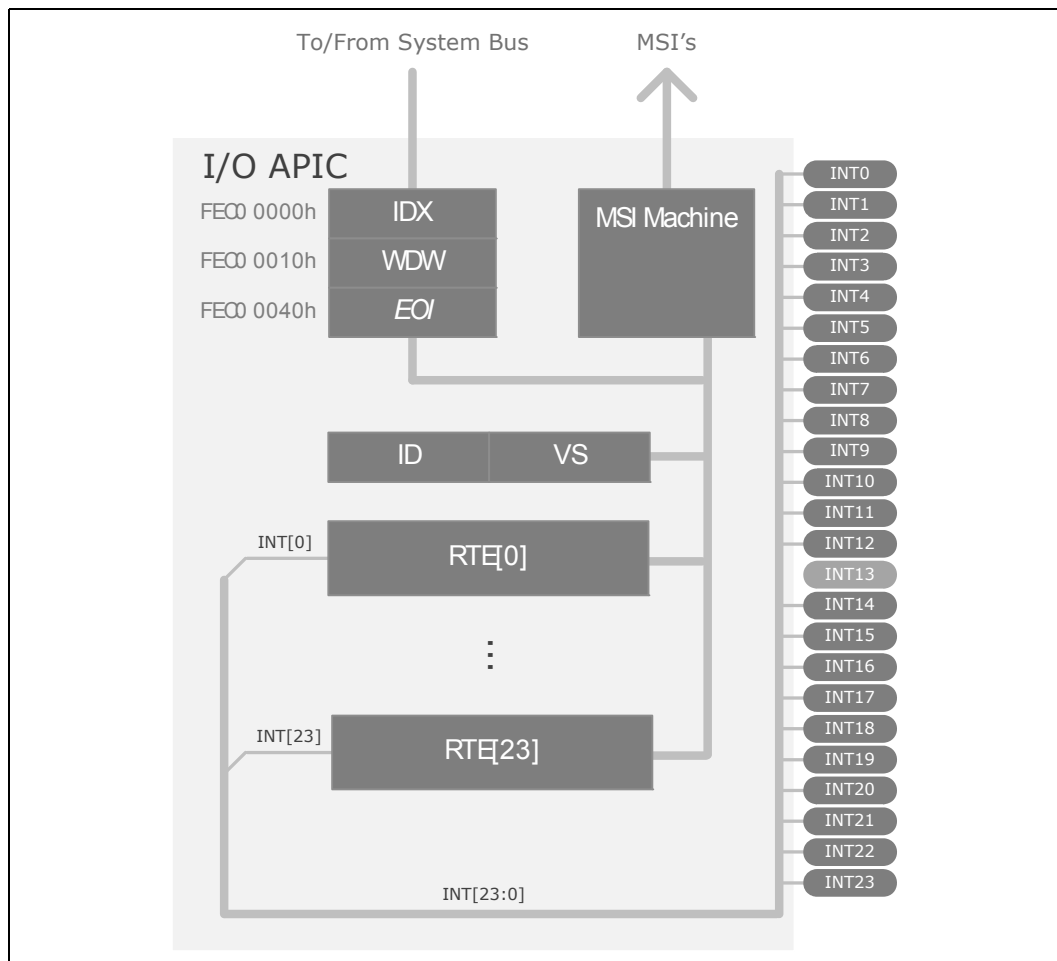 To/From System Bus
MSI's
I/O APIC
FEC0 0000h
IDX
FEC0 0010h
WDW
FEC0 0040h
EOI
MSI Machine
ID
VS
INT[0]
RTE[0]
INT[23]
RTE[23]
INT[23:0]
INT0
INT1
INT2
INT3
INT4
INT5
INT6
INT7
INT8
INT9
INT10
INT11
INT12
INT13
INT14
INT15
INT16
INT17
INT18
INT19
INT20
INT21
INT22
INT23